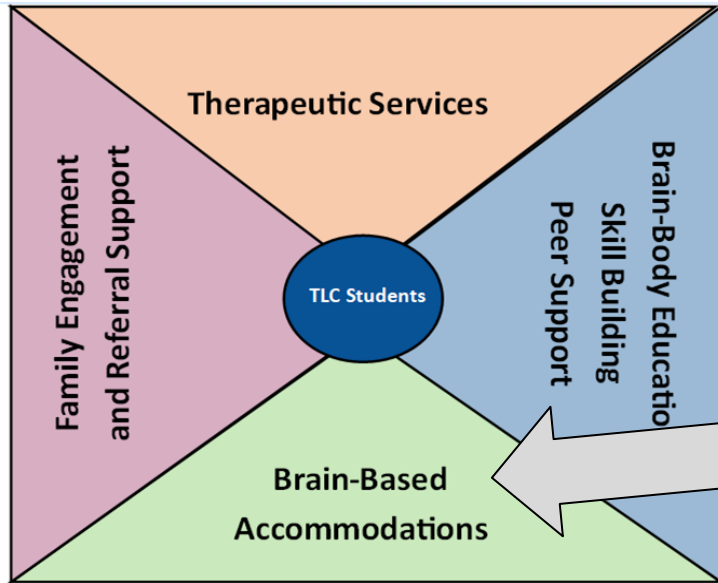 Therapeutic Services
Family Engagement
and Referral Support
TLC Students
Brain-Body Educatio
Skill Building
Peer Support
Brain-Based
Accommodations